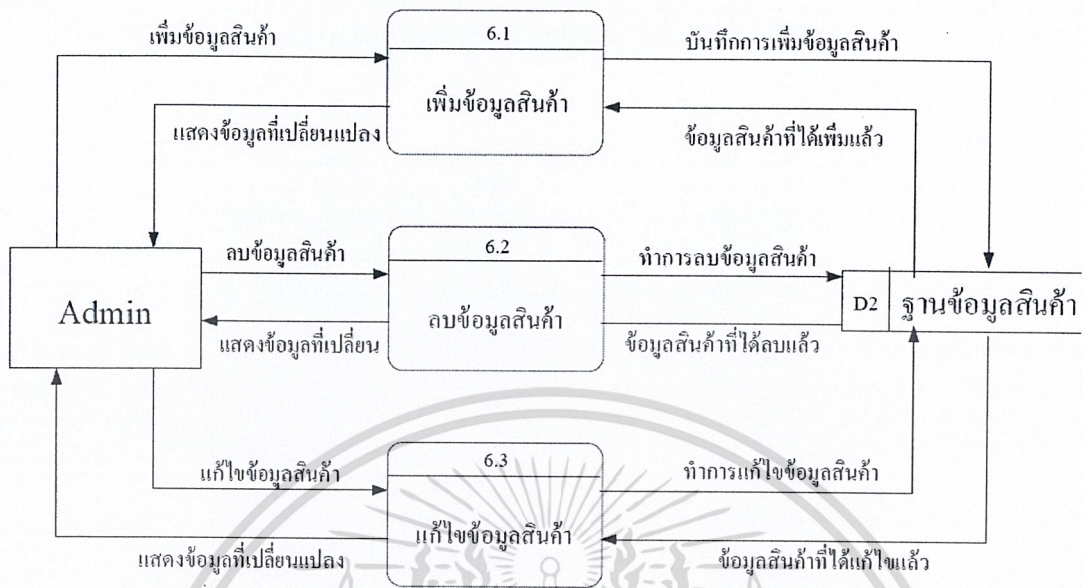 เพิ่มข้อมูลสินค้า
6.1
บันทึกการเพิ่มข้อมูลสินค้า
เพิ่มข้อมูลสินค้า
แสดงข้อมูลที่เปลี่ยนแปลง
ข้อมูลสินค้าที่ได้เพิ่มแล้ว
ลบข้อมูลสินค้า
6.2
ทำการลบข้อมูลสินค้า
Admin
ลบข้อมูลสินค้า
D2
ฐานข้อมูลสินค้า
แสดงข้อมูลที่เปลี่ยน
ข้อมูลสินค้าที่ได้ลบแล้ว
แก้ไขข้อมูลสินค้า
6.3
ทำการแก้ไขข้อมูลสินค้า
แก้ไขข้อมูลสินค้า
แสดงข้อมูลที่เปลี่ยนแปลง
ข้อมูลสินค้าที่ได้แก้ไขแล้ว